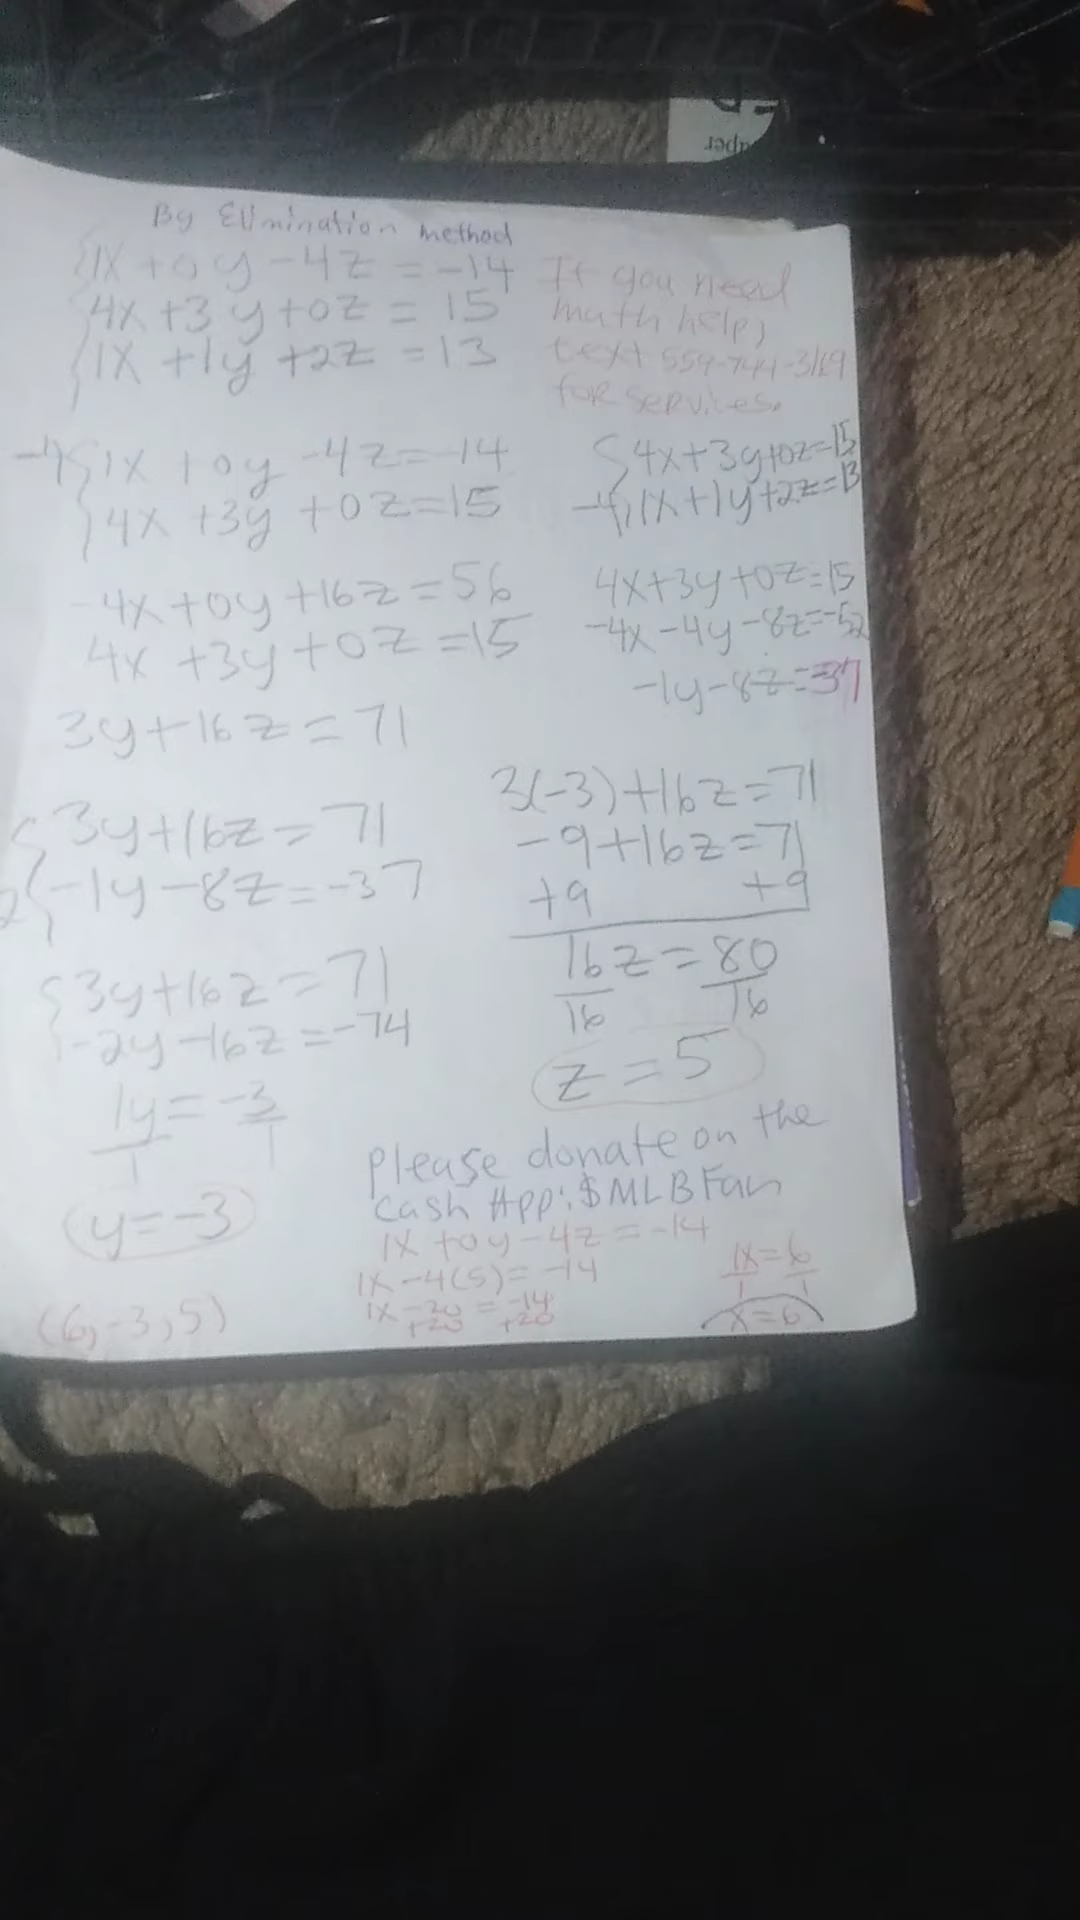 By Elimination method
1x + 0y - 4z = -14
4x + 3y + 0z = 15
1x + 1y + 2z = 13
If you need
math help,
text 559-744-3169
for services.
-4 1x + 0y - 4z = -14
4x + 3y + 0z = 15
-4x + 0y + 16z = 56
4x + 3y + 0z = 15
3y + 16z = 71
4x + 3y + 0z = 15
-4 1x + 1y + 2z = 13
4x + 3y + 0z = 15
-4x - 4y - 8z = -52
-1y - 8z = -37
3y + 16z = 71
2 -1y - 8z = -37
3y + 16z = 71
-2y - 16z = -74
1y = -3
1 1
y = -3
3(-3) + 16z = 71
-9 + 16z = 71
+9 +9
16z = 80
16 16
z = 5
please donate on the
Cash App: $MLBFan
1x + 0y - 4z = -14
1x - 4(5) = -14
1x - 20 = -14
+20 +20
1x = 6
1 1
x = 6
(6, -3, 5)